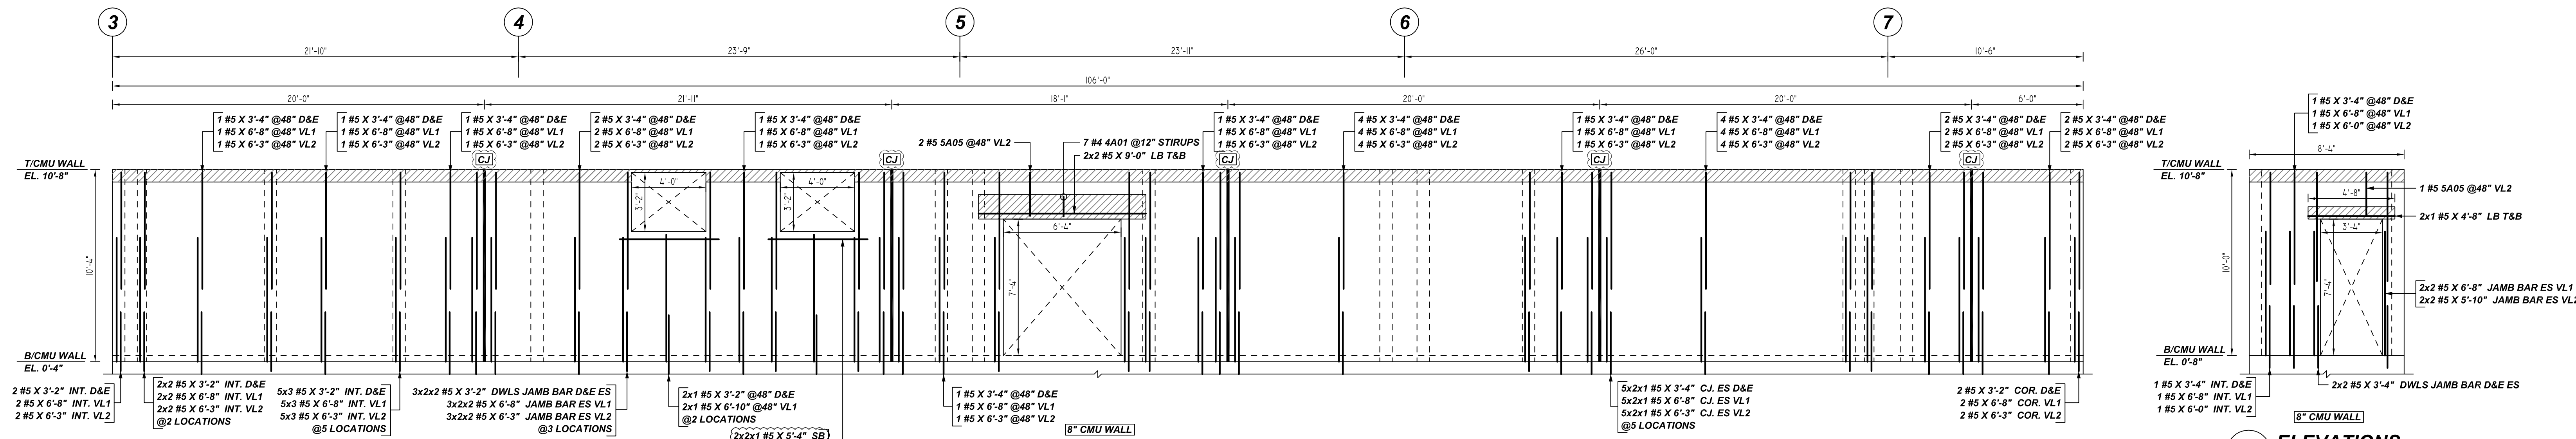 3
4
5
6
7
21'-10"
23'-9"
23'-11"
26'-0"
10'-6"
106'-0"
20'-0"
21'-11"
18'-1"
20'-0"
20'-0"
6'-0"
1 #5 X 3'-4" @48" D&E
1 #5 X 6'-8" @48" VL1
1 #5 X 6'-3" @48" VL2
1 #5 X 3'-4" @48" D&E
1 #5 X 6'-8" @48" VL1
1 #5 X 6'-3" @48" VL2
1 #5 X 3'-4" @48" D&E
1 #5 X 6'-8" @48" VL1
1 #5 X 6'-3" @48" VL2
2 #5 X 3'-4" @48" D&E
2 #5 X 6'-8" @48" VL1
2 #5 X 6'-3" @48" VL2
1 #5 X 3'-4" @48" D&E
1 #5 X 6'-8" @48" VL1
1 #5 X 6'-3" @48" VL2
2 #5 5A05 @48" VL2
7 #4 4A01 @12" STIRUPS
2x2 #5 X 9'-0" LB T&B
1 #5 X 3'-4" @48" D&E
1 #5 X 6'-8" @48" VL1
1 #5 X 6'-3" @48" VL2
4 #5 X 3'-4" @48" D&E
4 #5 X 6'-8" @48" VL1
4 #5 X 6'-3" @48" VL2
1 #5 X 3'-4" @48" D&E
1 #5 X 6'-8" @48" VL1
1 #5 X 6'-3" @48" VL2
4 #5 X 3'-4" @48" D&E
4 #5 X 6'-8" @48" VL1
4 #5 X 6'-3" @48" VL2
2 #5 X 3'-4" @48" D&E
2 #5 X 6'-8" @48" VL1
2 #5 X 6'-3" @48" VL2
2 #5 X 3'-4" @48" D&E
2 #5 X 6'-8" @48" VL1
2 #5 X 6'-3" @48" VL2
CJ
CJ
CJ
CJ
CJ
T/CMU WALL
EL. 10'-8"
10'-4"
B/CMU WALL
EL. 0'-4"
4'-0"
3'-2"
4'-0"
3'-2"
6'-4"
7'-4"
2 #5 X 3'-2" INT. D&E
2 #5 X 6'-8" INT. VL1
2 #5 X 6'-3" INT. VL2
2x2 #5 X 3'-2" INT. D&E
2x2 #5 X 6'-8" INT. VL1
2x2 #5 X 6'-3" INT. VL2
@2 LOCATIONS
5x3 #5 X 3'-2" INT. D&E
5x3 #5 X 6'-8" INT. VL1
5x3 #5 X 6'-3" INT. VL2
@5 LOCATIONS
3x2x2 #5 X 3'-2" DWLS JAMB BAR D&E ES
3x2x2 #5 X 6'-8" JAMB BAR ES VL1
3x2x2 #5 X 6'-3" JAMB BAR ES VL2
@3 LOCATIONS
2x1 #5 X 3'-2" @48" D&E
2x1 #5 X 6'-10" @48" VL1
@2 LOCATIONS
2x2x1 #5 X 5'-4" SB
1 #5 X 3'-4" @48" D&E
1 #5 X 6'-8" @48" VL1
1 #5 X 6'-3" @48" VL2
8" CMU WALL
5x2x1 #5 X 3'-4" CJ. ES D&E
5x2x1 #5 X 6'-8" CJ. ES VL1
5x2x1 #5 X 6'-3" CJ. ES VL2
@5 LOCATIONS
2 #5 X 3'-2" COR. D&E
2 #5 X 6'-8" COR. VL1
2 #5 X 6'-3" COR. VL2
1 #5 X 3'-4" @48" D&E
1 #5 X 6'-8" @48" VL1
1 #5 X 6'-0" @48" VL2
8'-4"
T/CMU WALL
EL. 10'-8"
1 #5 5A05 @48" VL2
4'-8"
2x1 #5 X 4'-8" LB T&B
3'-4"
10'-0"
7'-4"
2x2 #5 X 6'-8" JAMB BAR ES VL1
2x2 #5 X 5'-10" JAMB BAR ES VL2
B/CMU WALL
EL. 0'-8"
1 #5 X 3'-4" INT. D&E
1 #5 X 6'-8" INT. VL1
1 #5 X 6'-0" INT. VL2
2x2 #5 X 3'-4" DWLS JAMB BAR D&E ES
8" CMU WALL
ELEVATIONS